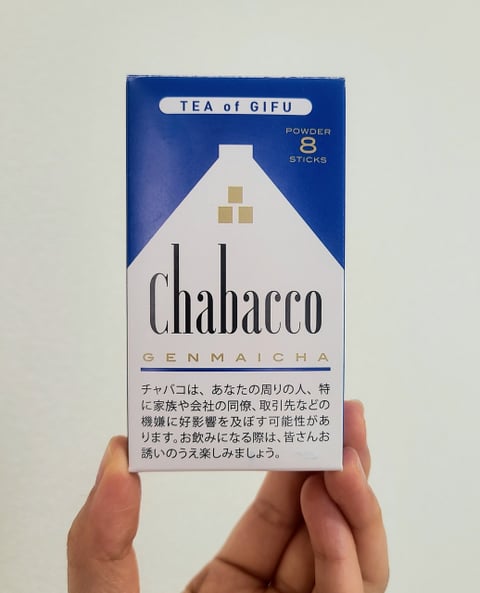 TEA of GIFU
POWDER
8
STICKS
Chabacco
GENMAICHA
チャバコは、あなたの周りの人、特
に家族や会社の同僚、取引先などの
機嫌に好影響を及ぼす可能性があ
ります。お飲みになる際は、皆さんお
誘いのうえ楽しみましょう。